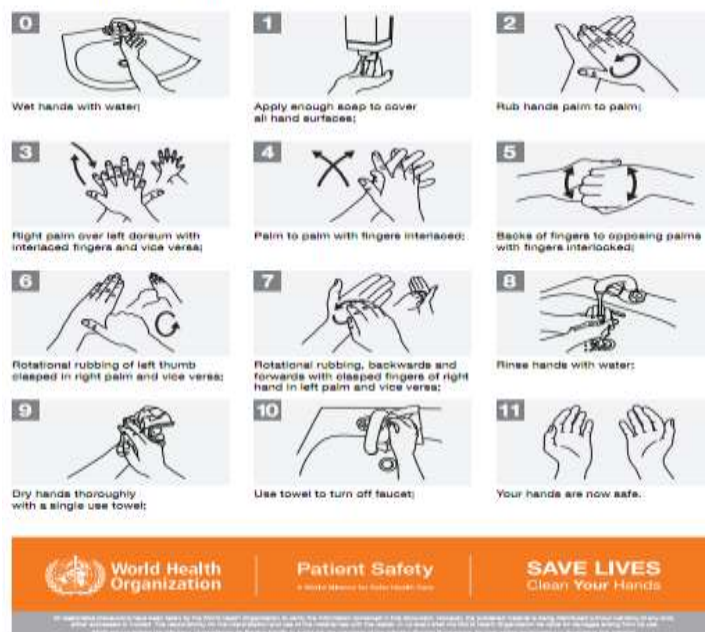 0
Wet hands with water;
1
Apply enough soap to cover
all hand surfaces;
2
Rub hands palm to palm;
3
Right palm over left dorsum with
interlaced fingers and vice versa;
4
Palm to palm with fingers interlaced;
5
Backs of fingers to opposing palms
with fingers interlocked;
6
Rotational rubbing of left thumb
clasped in right palm and vice versa;
7
Rotational rubbing, backwards and
forwards with clasped fingers of right
hand in left palm and vice versa;
8
Rinse hands with water;
9
Dry hands thoroughly
with a single use towel;
10
Use towel to turn off faucet;
11
Your hands are now safe.
World Health
Organization
Patient Safety
A World Alliance for Safer Health Care
SAVE LIVES
Clean Your Hands